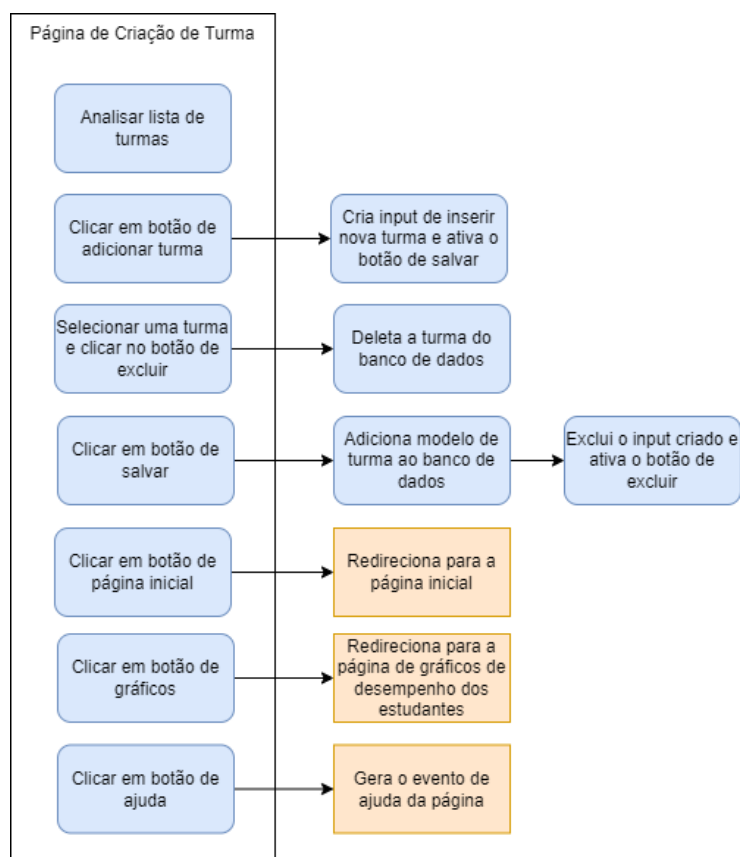 Página de Criação de Turma
Analisar lista de
turmas
Clicar em botão de
adicionar turma
Cria input de inserir
nova turma e ativa o
botão de salvar
Selecionar uma turma
e clicar no botão de
excluir
Deleta a turma do
banco de dados
Clicar em botão de
salvar
Adiciona modelo de
turma ao banco de
dados
Exclui o input criado e
ativa o botão de
excluir
Clicar em botão de
página inicial
Redireciona para a
página inicial
Clicar em botão de
gráficos
Redireciona para a
página de gráficos de
desempenho dos
estudantes
Clicar em botão de
ajuda
Gera o evento de
ajuda da página